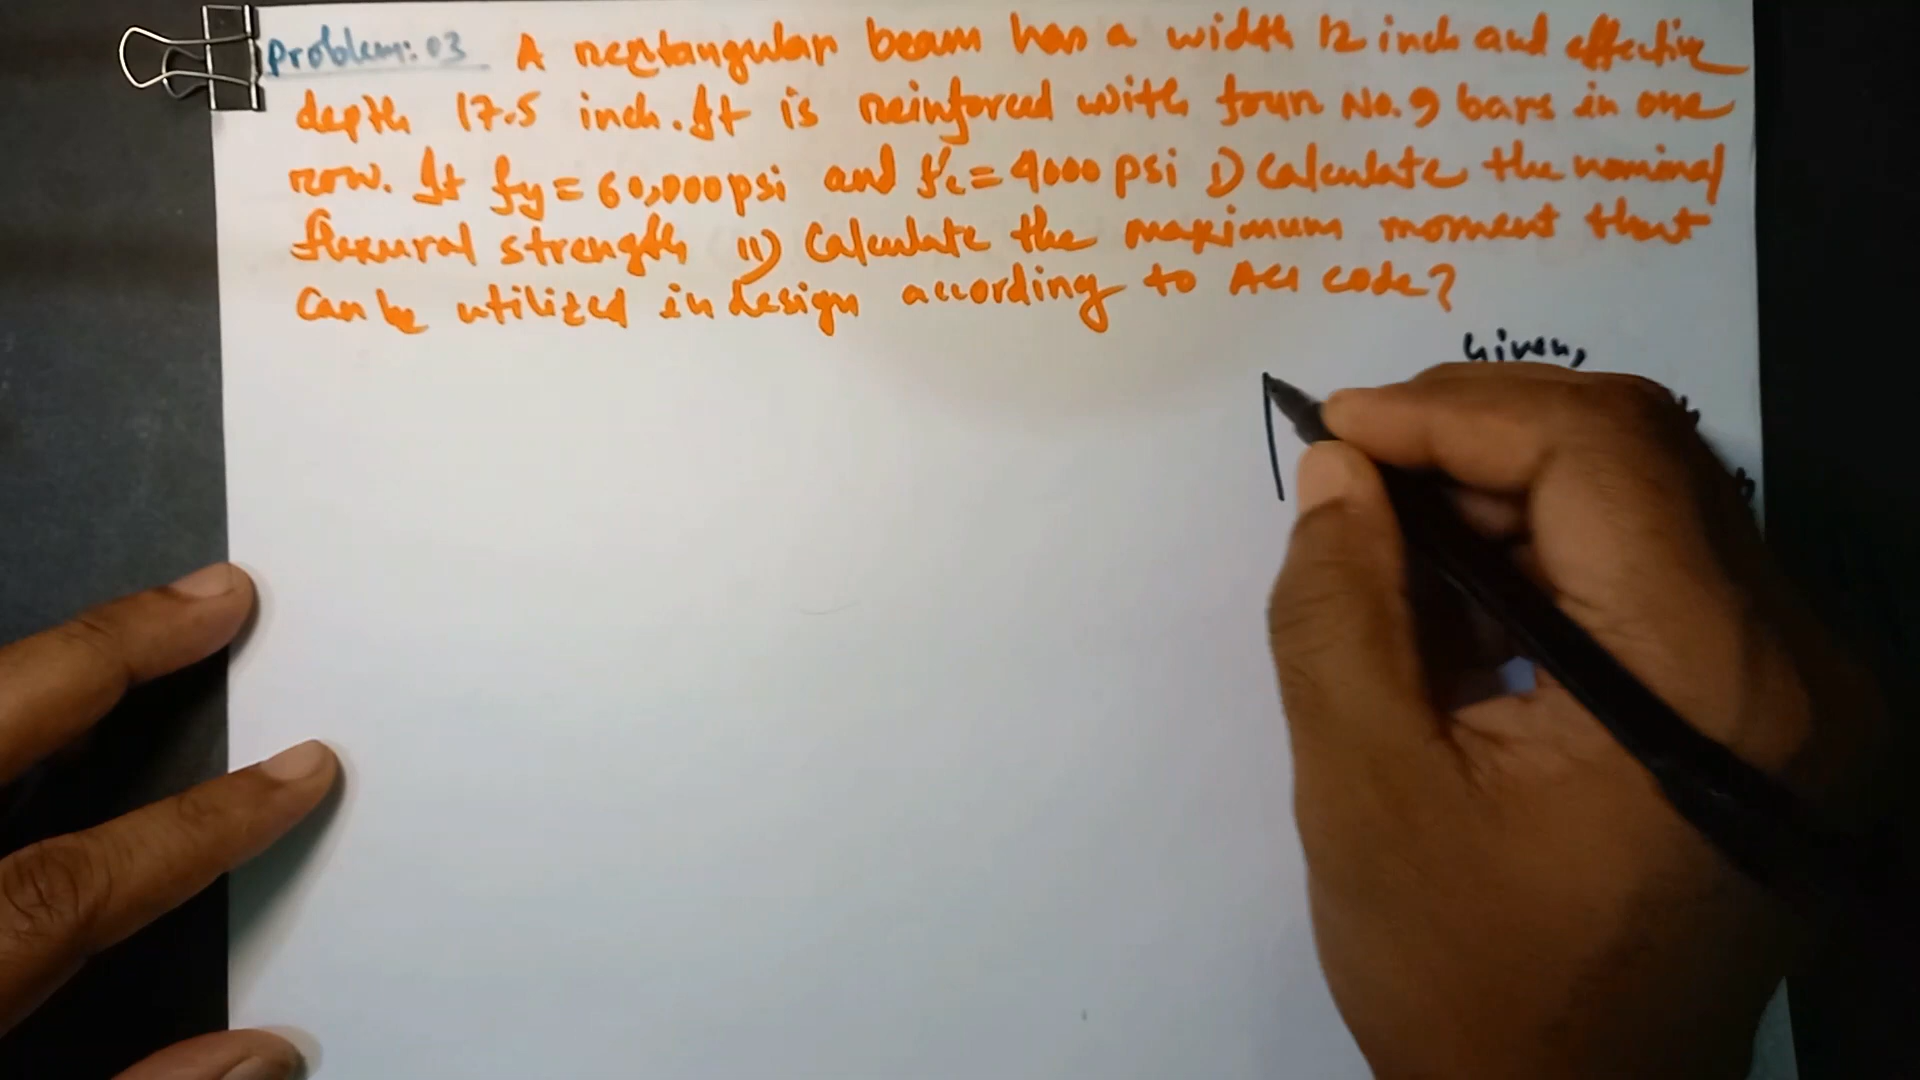 Problem: 03 A rectangular beam has a width 12 inch and effective
depth 17.5 inch. It is reinforced with four No. 9 bars in one
row. If fy = 60,000 psi and f'c = 4000 psi i) Calculate the nominal
flexural strength ii) Calculate the maximum moment that
can be utilized in design according to ACI code?
Given,